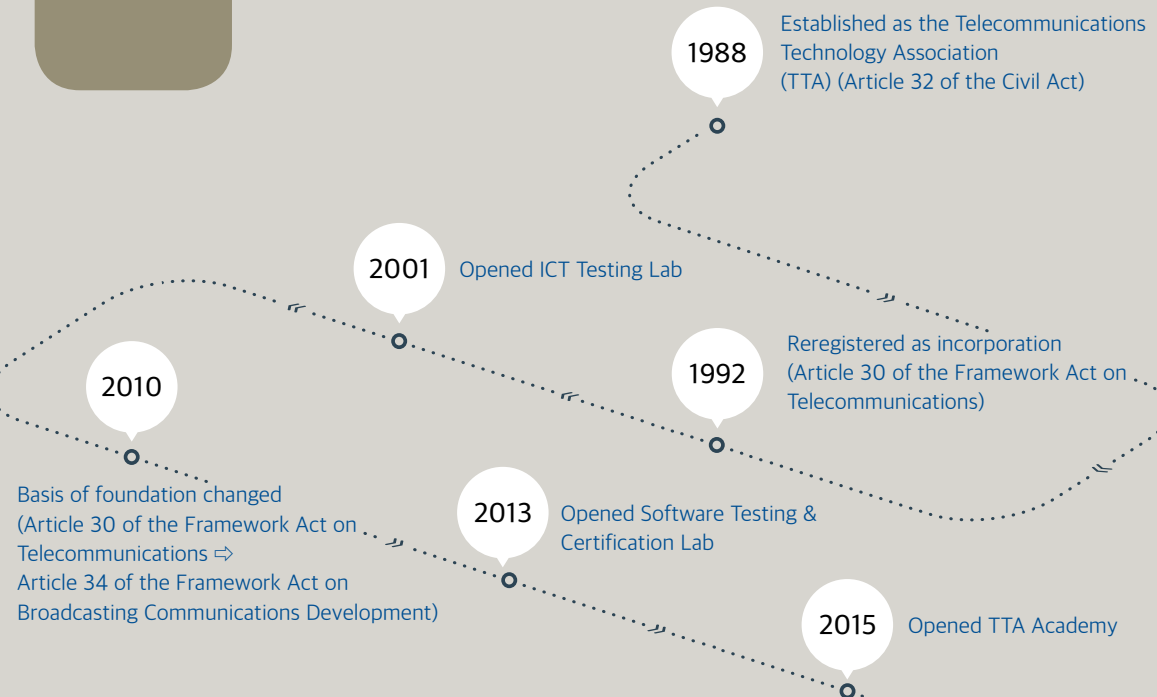 1988
Established as the Telecommunications
Technology Association
(TTA) (Article 32 of the Civil Act)
1992
Reregistered as incorporation
(Article 30 of the Framework Act on
Telecommunications)
2001
Opened ICT Testing Lab
2010
Basis of foundation changed
(Article 30 of the Framework Act on
Telecommunications ⇨
Article 34 of the Framework Act on
Broadcasting Communications Development)
2013
Opened Software Testing &
Certification Lab
2015
Opened TTA Academy